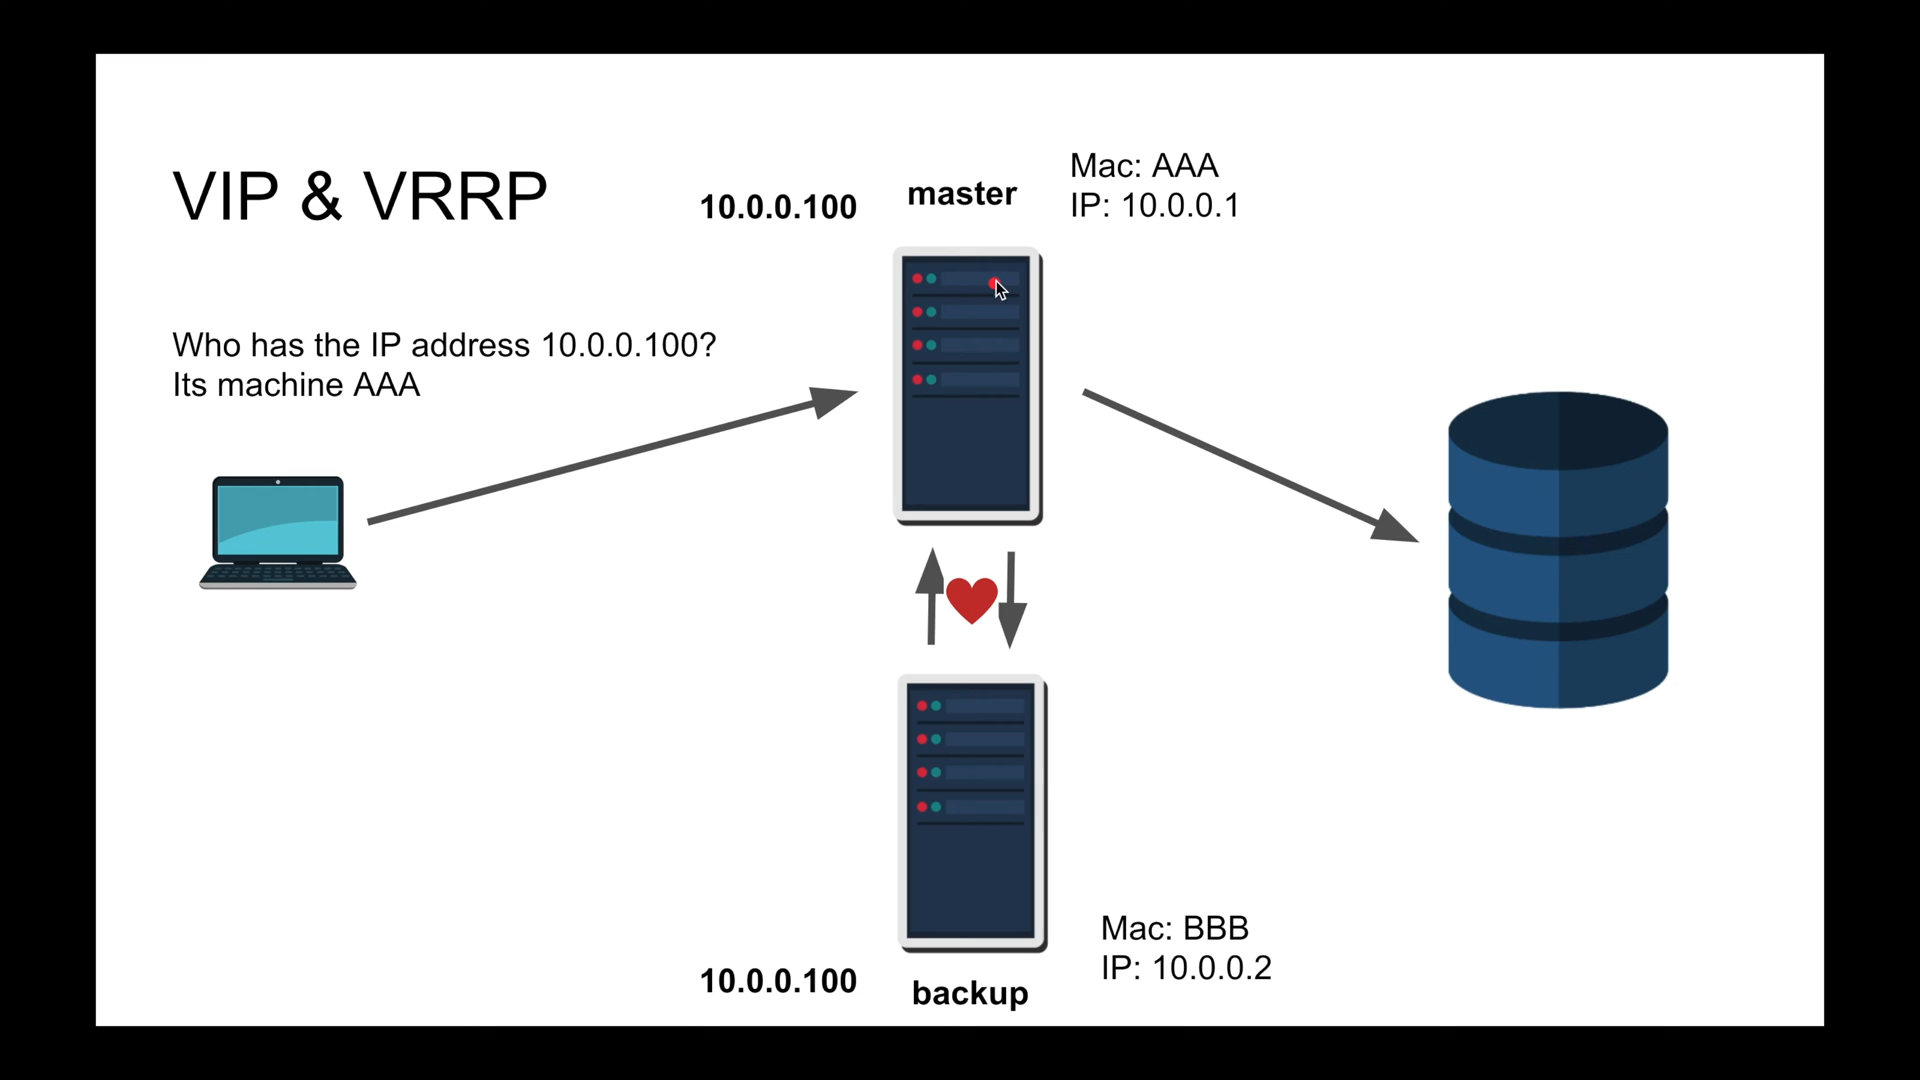 VIP & VRRP
10.0.0.100
master
Mac: AAA
IP: 10.0.0.1
Who has the IP address 10.0.0.100?
Its machine AAA
Mac: BBB
IP: 10.0.0.2
10.0.0.100
backup